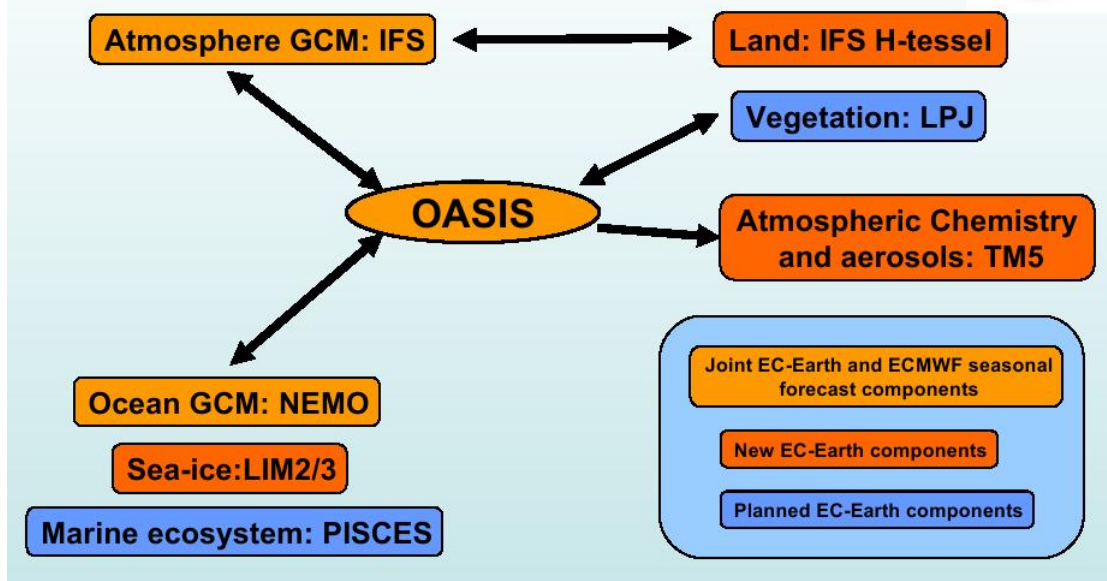 Atmosphere GCM: IFS
Land: IFS H-tessel
Vegetation: LPJ
OASIS
Atmospheric Chemistry
and aerosols: TM5
Joint EC-Earth and ECMWF seasonal
forecast components
Ocean GCM: NEMO
New EC-Earth components
Sea-ice:LIM2/3
Planned EC-Earth components
Marine ecosystem: PISCES